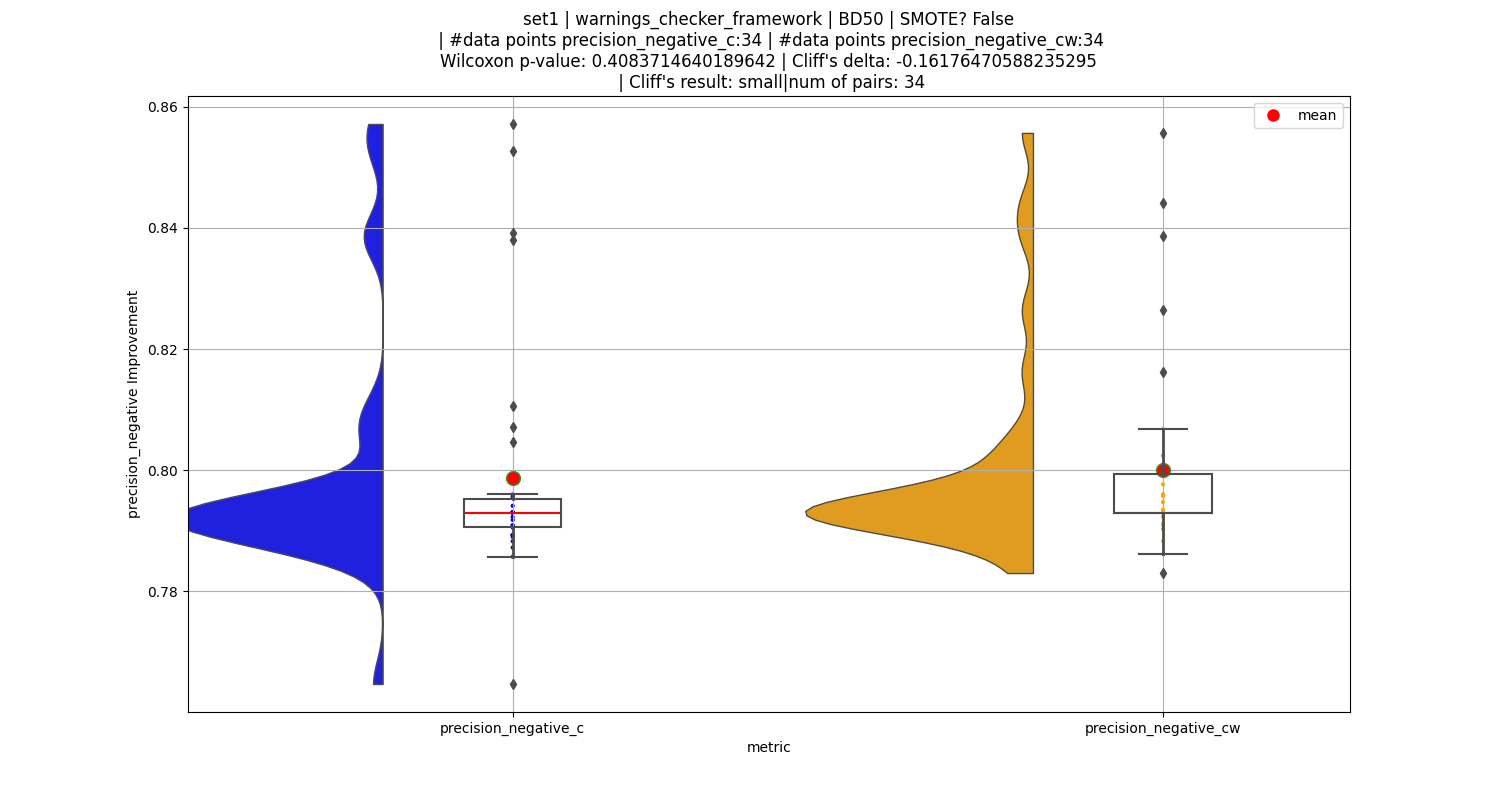 set1 | warnings_checker_framework | BD50 | SMOTE? False
| #data points precision_negative_c:34 | #data points precision_negative_cw:34
Wilcoxon p-value: 0.4083714640189642 | Cliff's delta: -0.16176470588235295
| Cliff's result: small|num of pairs: 34
mean
0.86
0.84
0.82
0.80
0.78
precision_negative Improvement
precision_negative_c
precision_negative_cw
metric